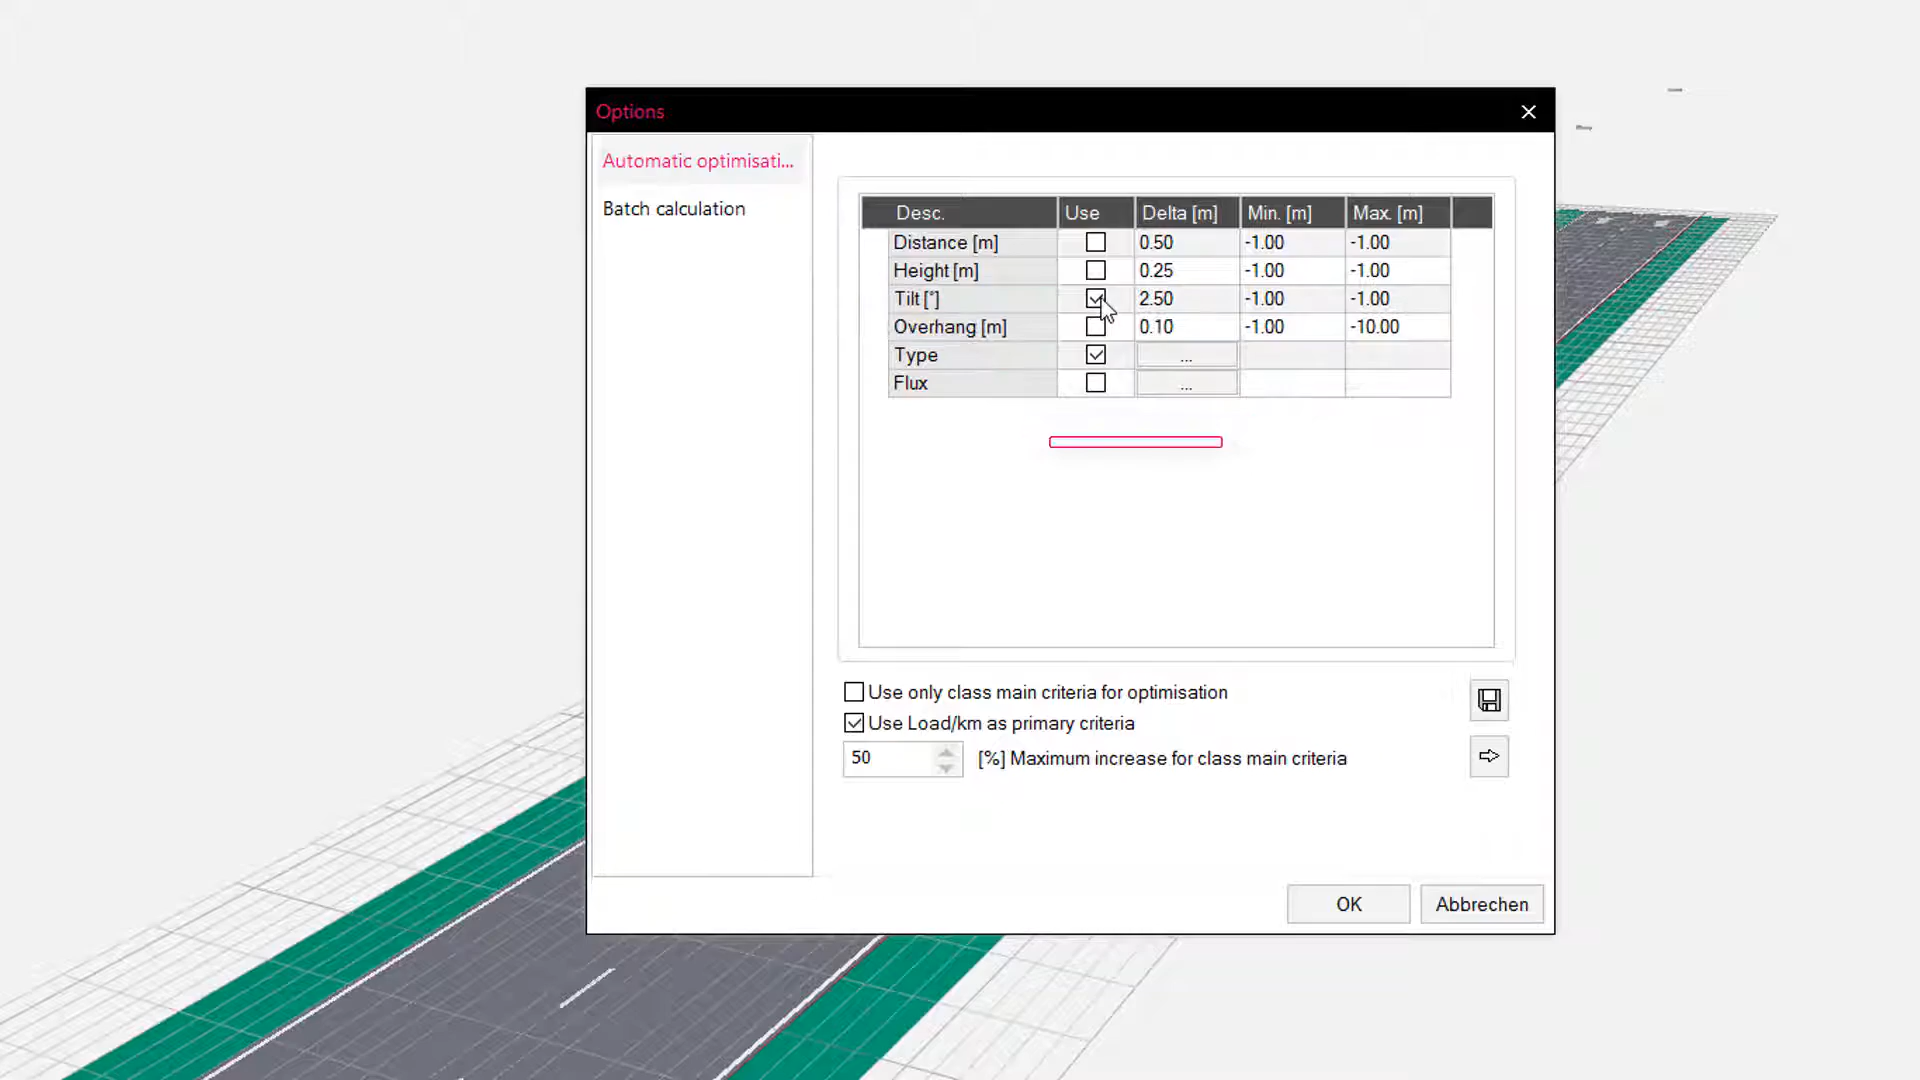 Options
Automatic optimisati...
Batch calculation
Desc. Use Delta [m] Min. [m] Max. [m]
Distance [m] 0.50 -1.00 -1.00
Height [m] 0.25 -1.00 -1.00
Tilt [°] 2.50 -1.00 -1.00
Overhang [m] 0.10 -1.00 -10.00
Type ...
Flux ...
Use only class main criteria for optimisation
Use Load/km as primary criteria
50 [%] Maximum increase for class main criteria
OK Abbrechen